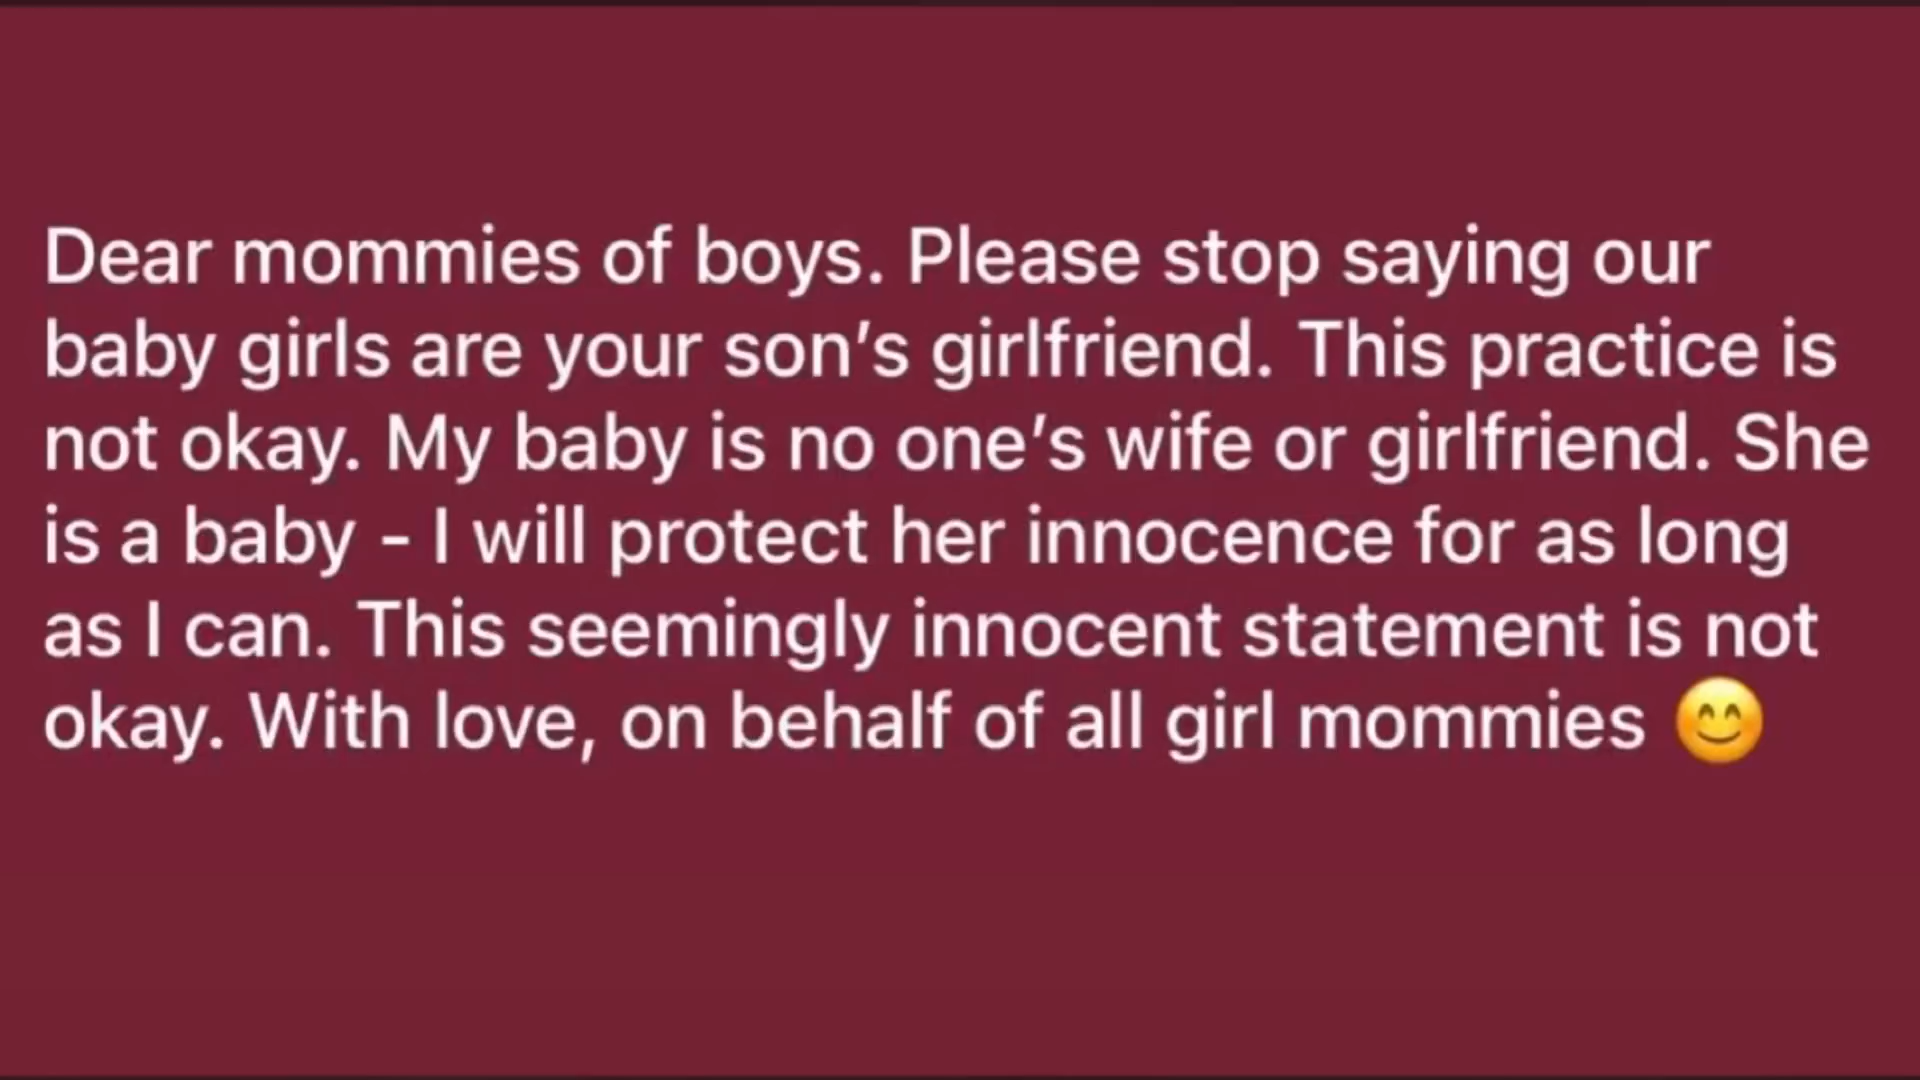 Dear mommies of boys. Please stop saying our
baby girls are your son’s girlfriend. This practice is
not okay. My baby is no one’s wife or girlfriend. She
is a baby - I will protect her innocence for as long
as I can. This seemingly innocent statement is not
okay. With love, on behalf of all girl mommies 😊